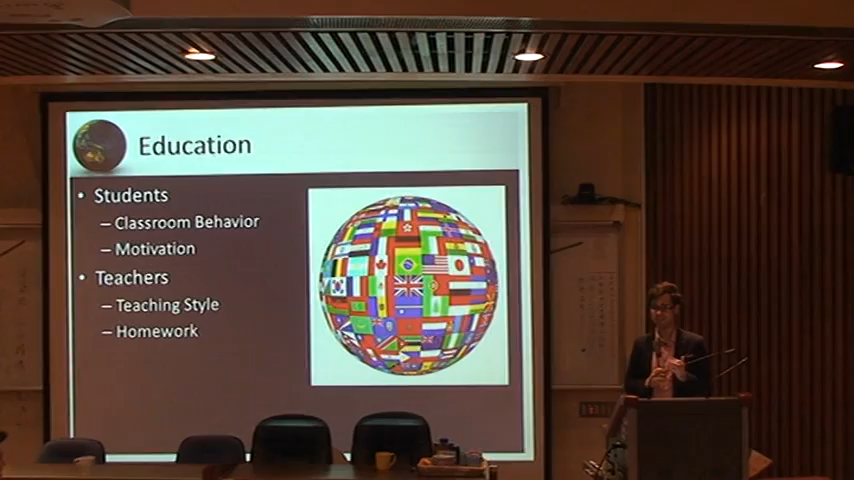 Education
• Students
– Classroom Behavior
– Motivation
• Teachers
– Teaching Style
– Homework